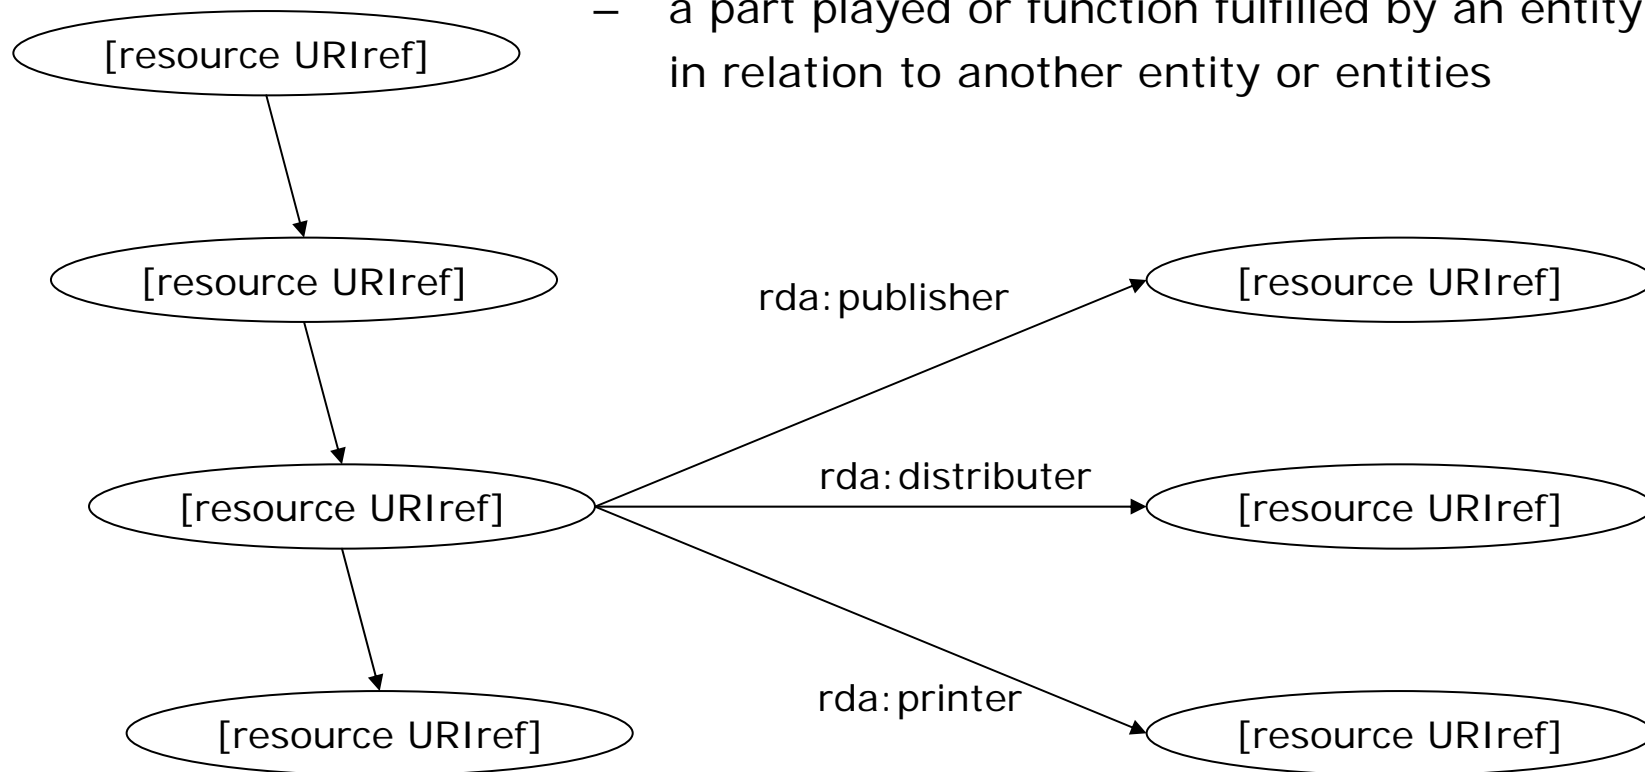 – a part played or function fulfilled by an entity
in relation to another entity or entities
[resource URIref]
[resource URIref]
rda:publisher
[resource URIref]
[resource URIref]
rda:distributer
[resource URIref]
rda:printer
[resource URIref]
[resource URIref]